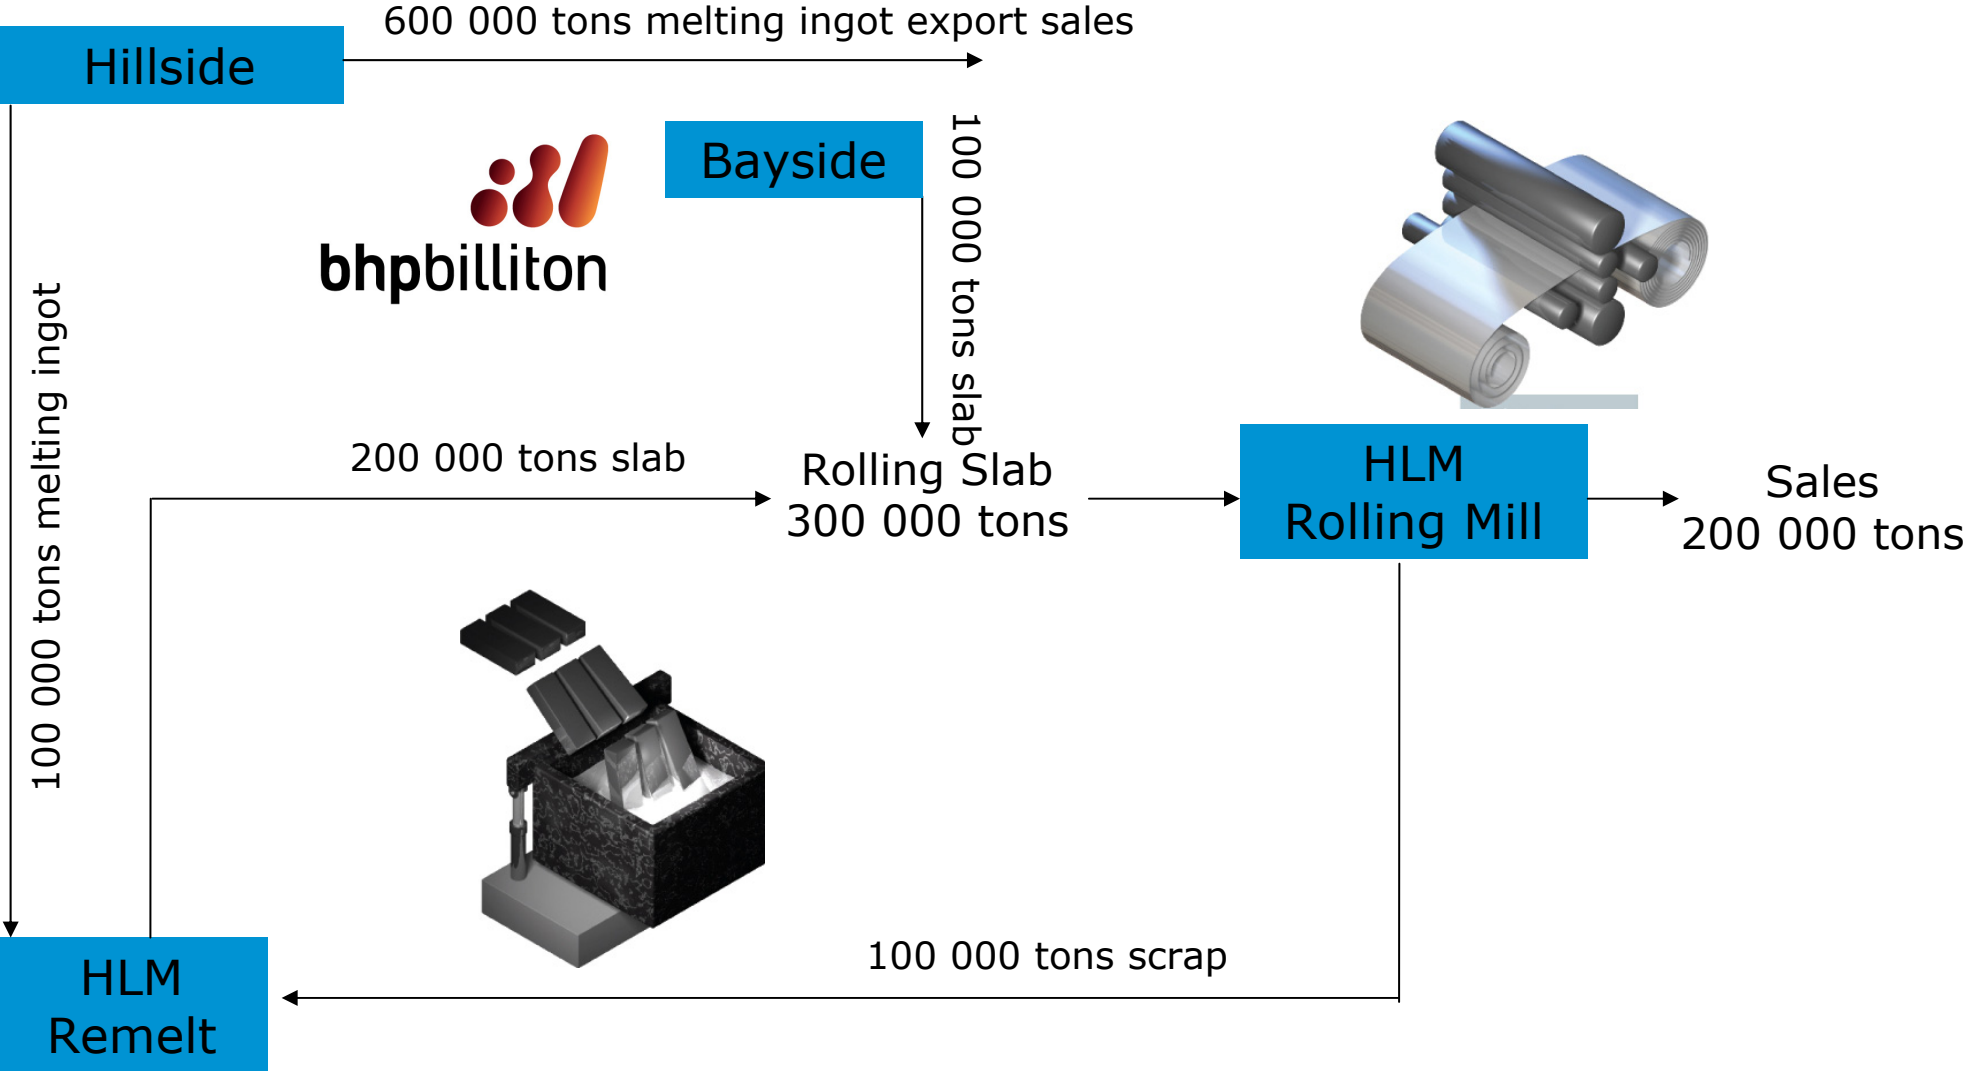 600 000 tons melting ingot export sales
Hillside
Bayside
100 000 tons slab
bhpbilliton
100 000 tons melting ingot
200 000 tons slab
Rolling Slab
300 000 tons
HLM
Rolling Mill
Sales
200 000 tons
100 000 tons scrap
HLM
Remelt